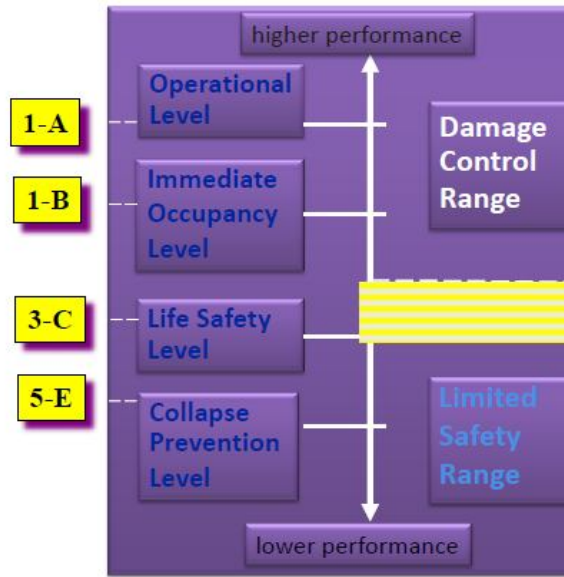 higher performance
1-A
Operational
Level
Damage
Control
Range
1-B
Immediate
Occupancy
Level
3-C
Life Safety
Level
5-E
Collapse
Prevention
Level
Limited
Safety
Range
lower performance